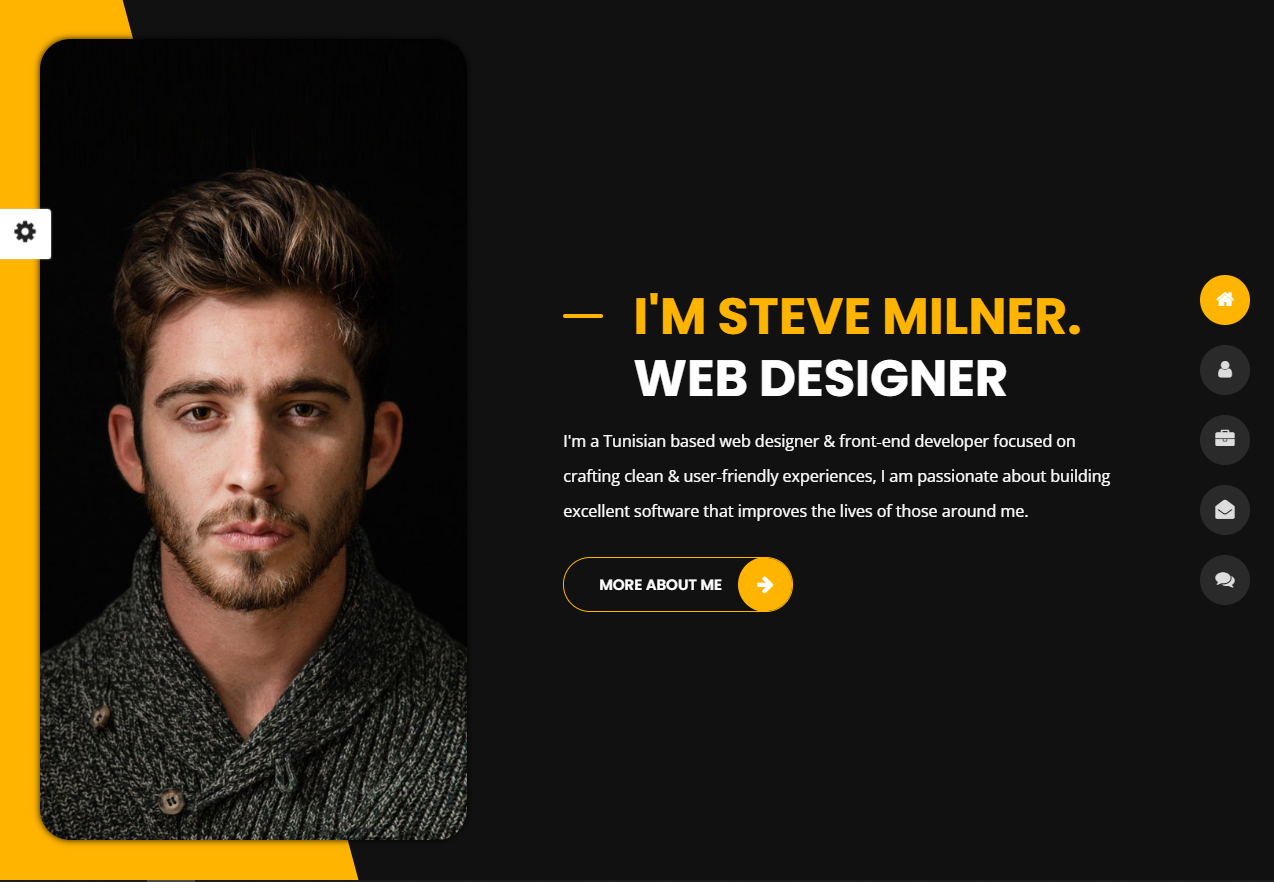 I'M STEVE MILNER.
WEB DESIGNER
I'm a Tunisian based web designer & front-end developer focused on
crafting clean & user-friendly experiences, I am passionate about building
excellent software that improves the lives of those around me.
MORE ABOUT ME